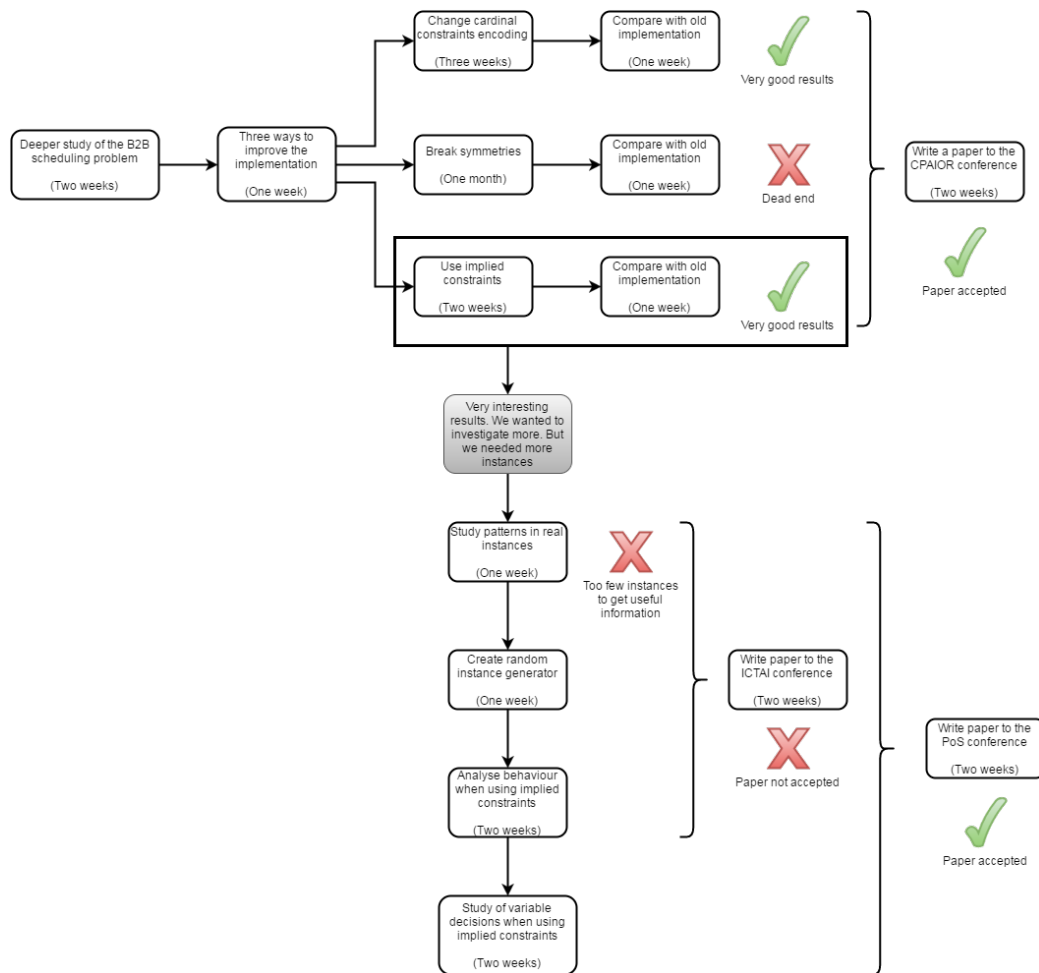 Change cardinal
constraints encoding
(Three weeks)
Compare with old
implementation
(One week)
Very good results
Deeper study of the B2B
scheduling problem
(Two weeks)
Three ways to
improve the
implementation
(One week)
Break symmetries
(One month)
Compare with old
implementation
(One week)
Dead end
Write a paper to the
CPAIOR conference
(Two weeks)
Paper accepted
Use implied
constraints
(Two weeks)
Compare with old
implementation
(One week)
Very good results
Very interesting
results. We wanted to
investigate more. But
we needed more
instances
Study patterns in real
instances
(One week)
Too few instances
to get useful
information
Create random
instance generator
(One week)
Write paper to the
ICTAI conference
(Two weeks)
Paper not accepted
Write paper to the
PoS conference
(Two weeks)
Paper accepted
Analyse behaviour
when using implied
constraints
(Two weeks)
Study of variable
decisions when using
implied constraints
(Two weeks)